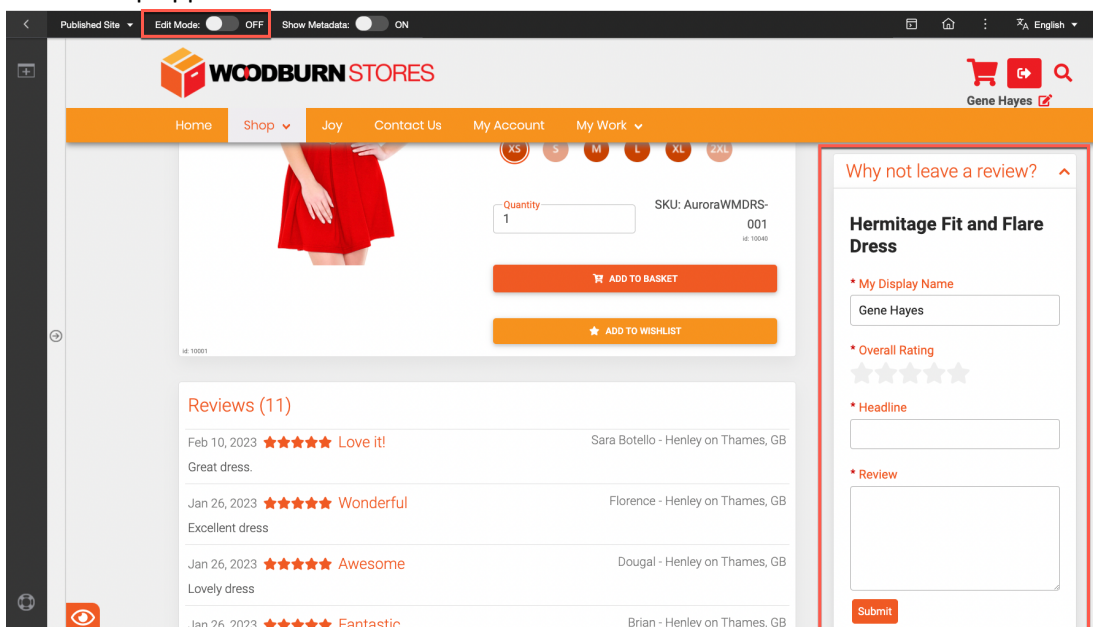 Published Site
Edit Mode: OFF
Show Metadata: ON
English
WOODBURN STORES
Gene Hayes
Home Shop Joy Contact Us My Account My Work
XS S M L XL 2XL
Quantity
1
SKU: AuroraWMDRS-
001
id: 10040
ADD TO BASKET
ADD TO WISHLIST
id: 10001
Reviews (11)
Feb 10, 2023 Love it! Sara Botello - Henley on Thames, GB
Great dress.
Jan 26, 2023 Wonderful Florence - Henley on Thames, GB
Excellent dress
Jan 26, 2023 Awesome Dougal - Henley on Thames, GB
Lovely dress
Jan 26, 2023 Fantastic Brian - Henley on Thames, GB
Why not leave a review?
Hermitage Fit and Flare
Dress
* My Display Name
Gene Hayes
* Overall Rating
* Headline
* Review
Submit